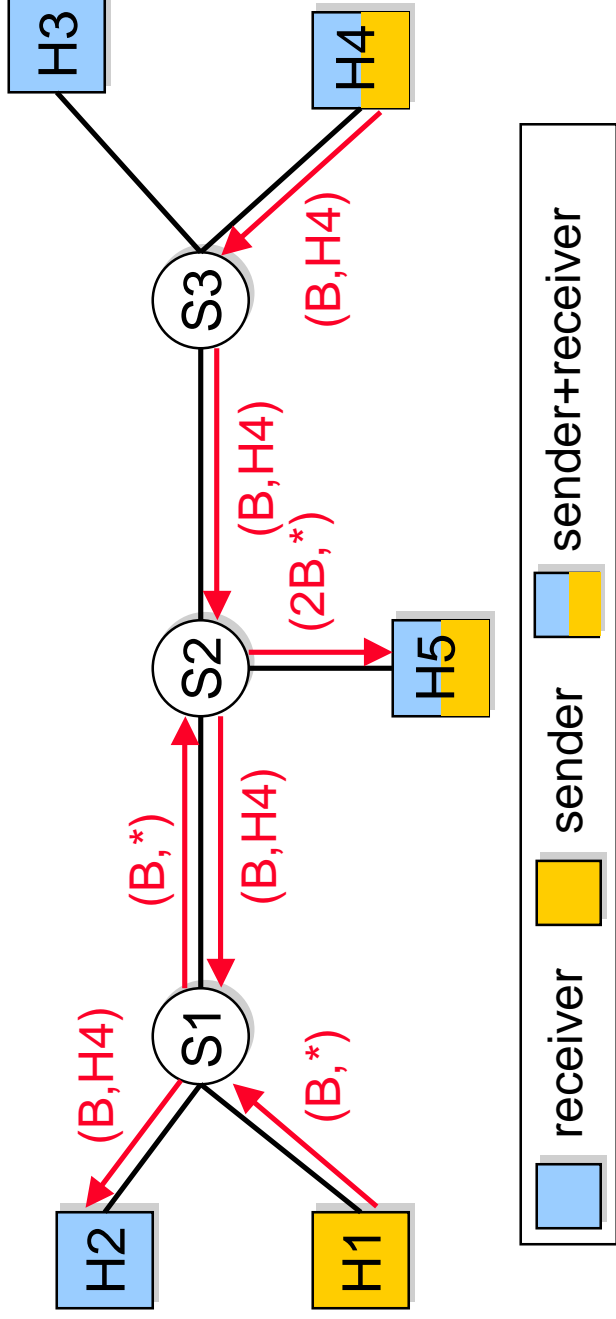 H2
H1
(B,H4)
(B,*)
S1
(B,*)
(B,H4)
S2
H5
(2B,*)
(B,H4)
S3
(B,H4)
H3
H4
receiver
sender
sender+receiver